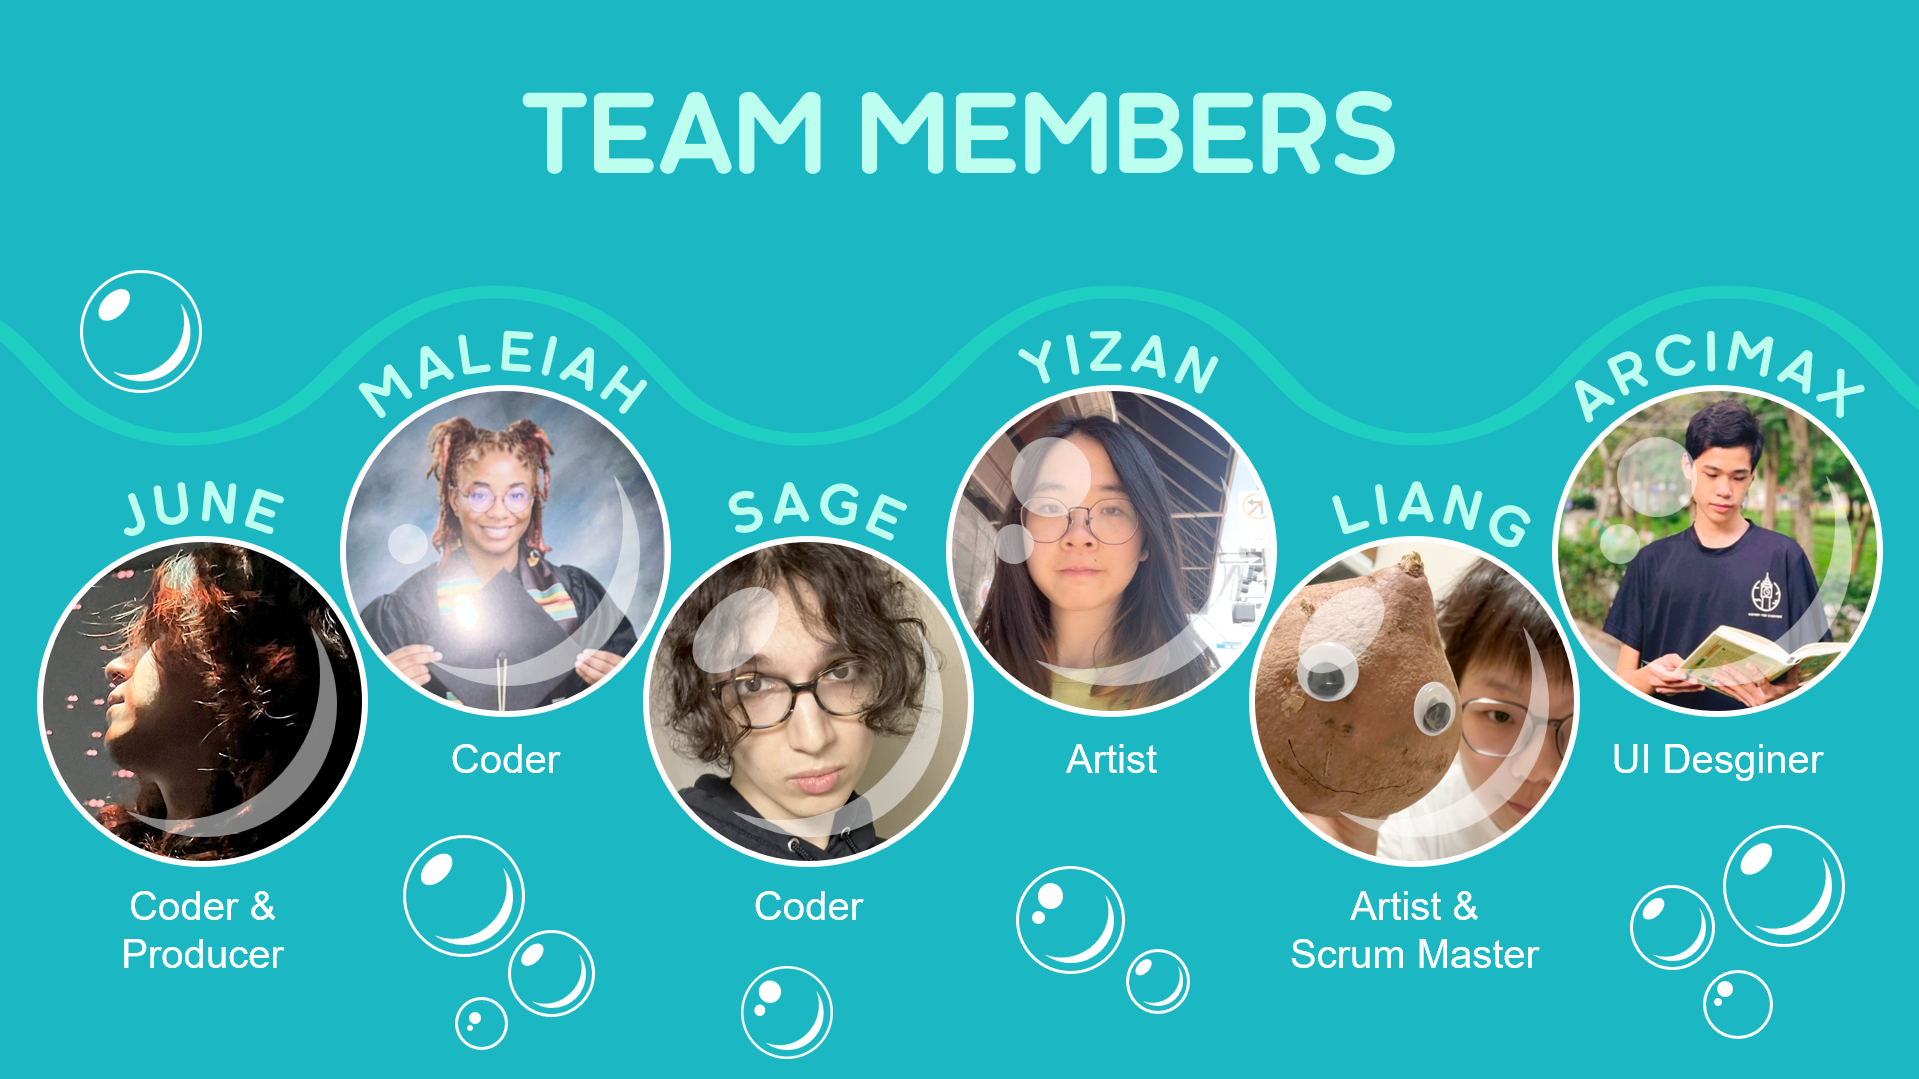 TEAM MEMBERS
JUNE
Coder &
Producer
MALEIAH
Coder
SAGE
Coder
YIZAN
Artist
LIANG
Artist &
Scrum Master
ARCIMAX
UI Desginer